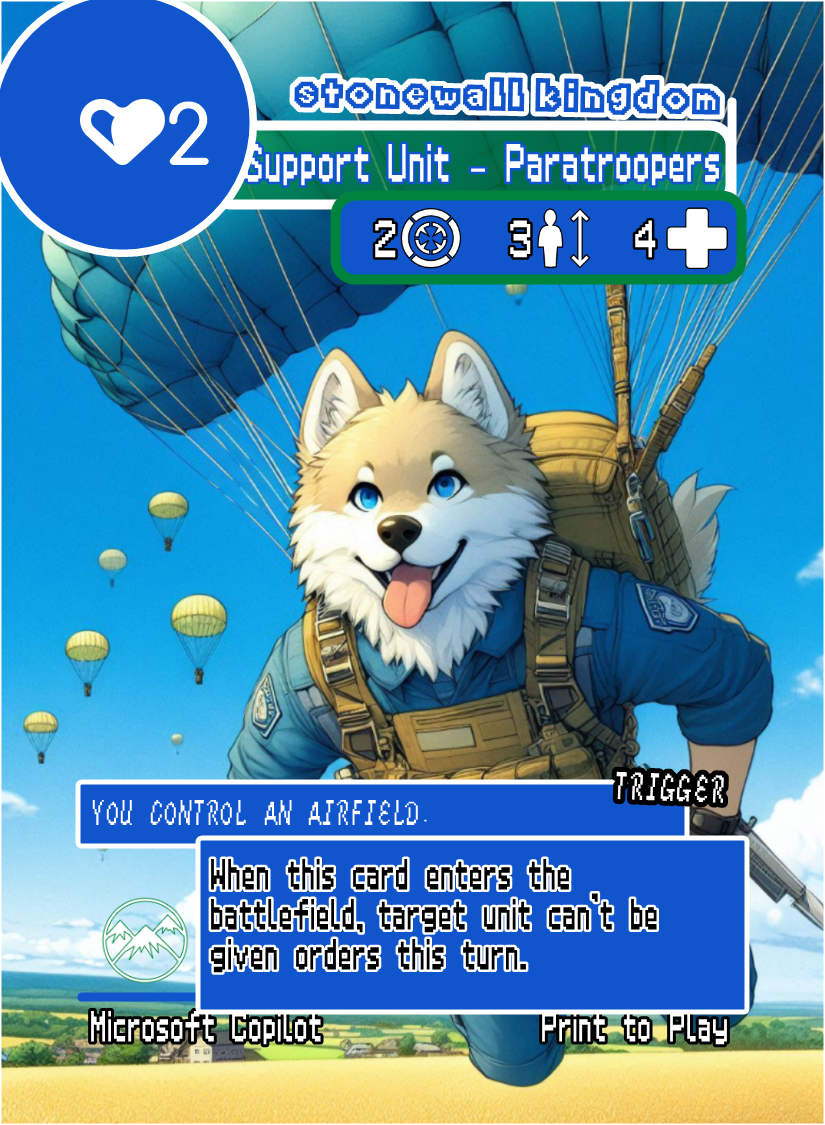 2
stonewall kingdom
Support Unit - Paratroopers
2 3 4
TRIGGER
YOU CONTROL AN AIRFIELD.
When this card enters the
battlefield, target unit can't be
given orders this turn.
Microsoft Copilot
Print to Play